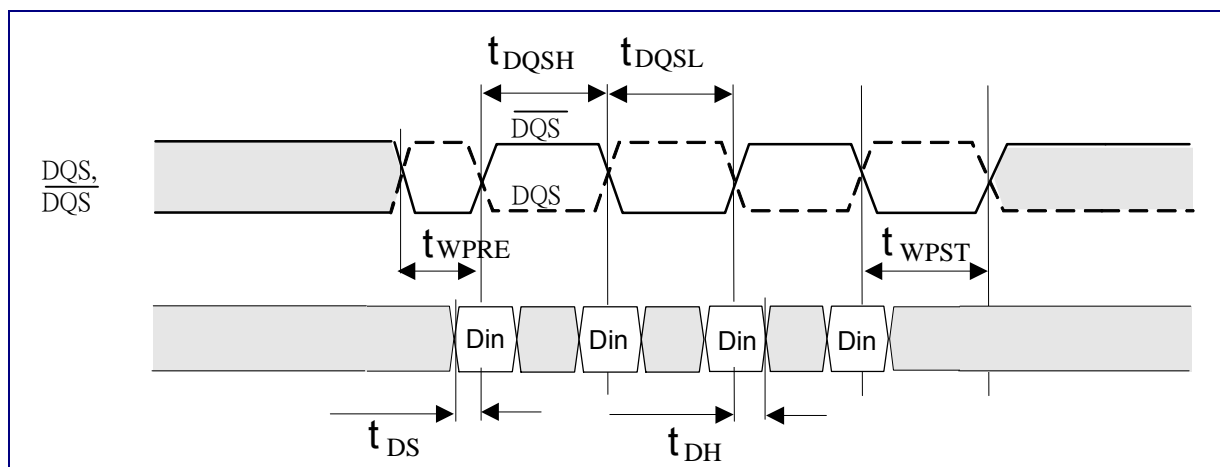 tDQSH tDQSL
DQS
DQS,
DQS
DQS
tWPRE
tWPST
Din Din Din Din
tDS
tDH